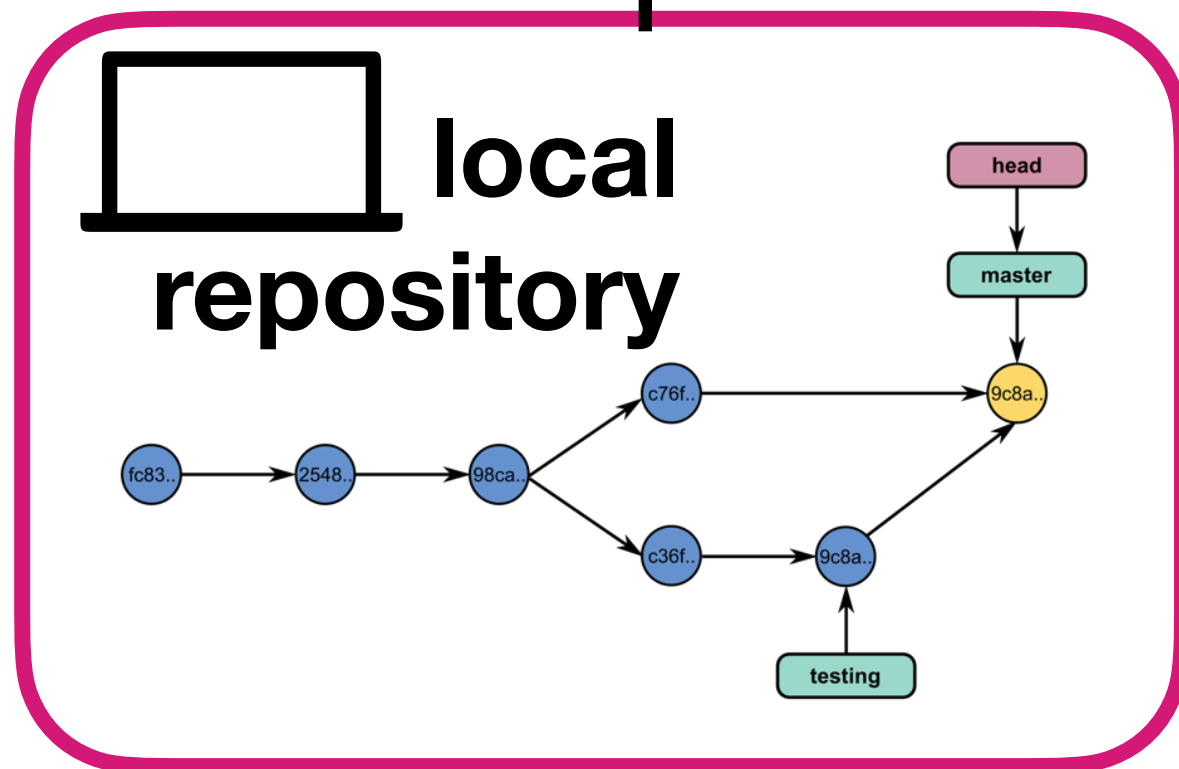 local
repository
head
master
c76f..
9c8a..
fc83..
2548..
98ca..
c36f..
9c8a..
testing